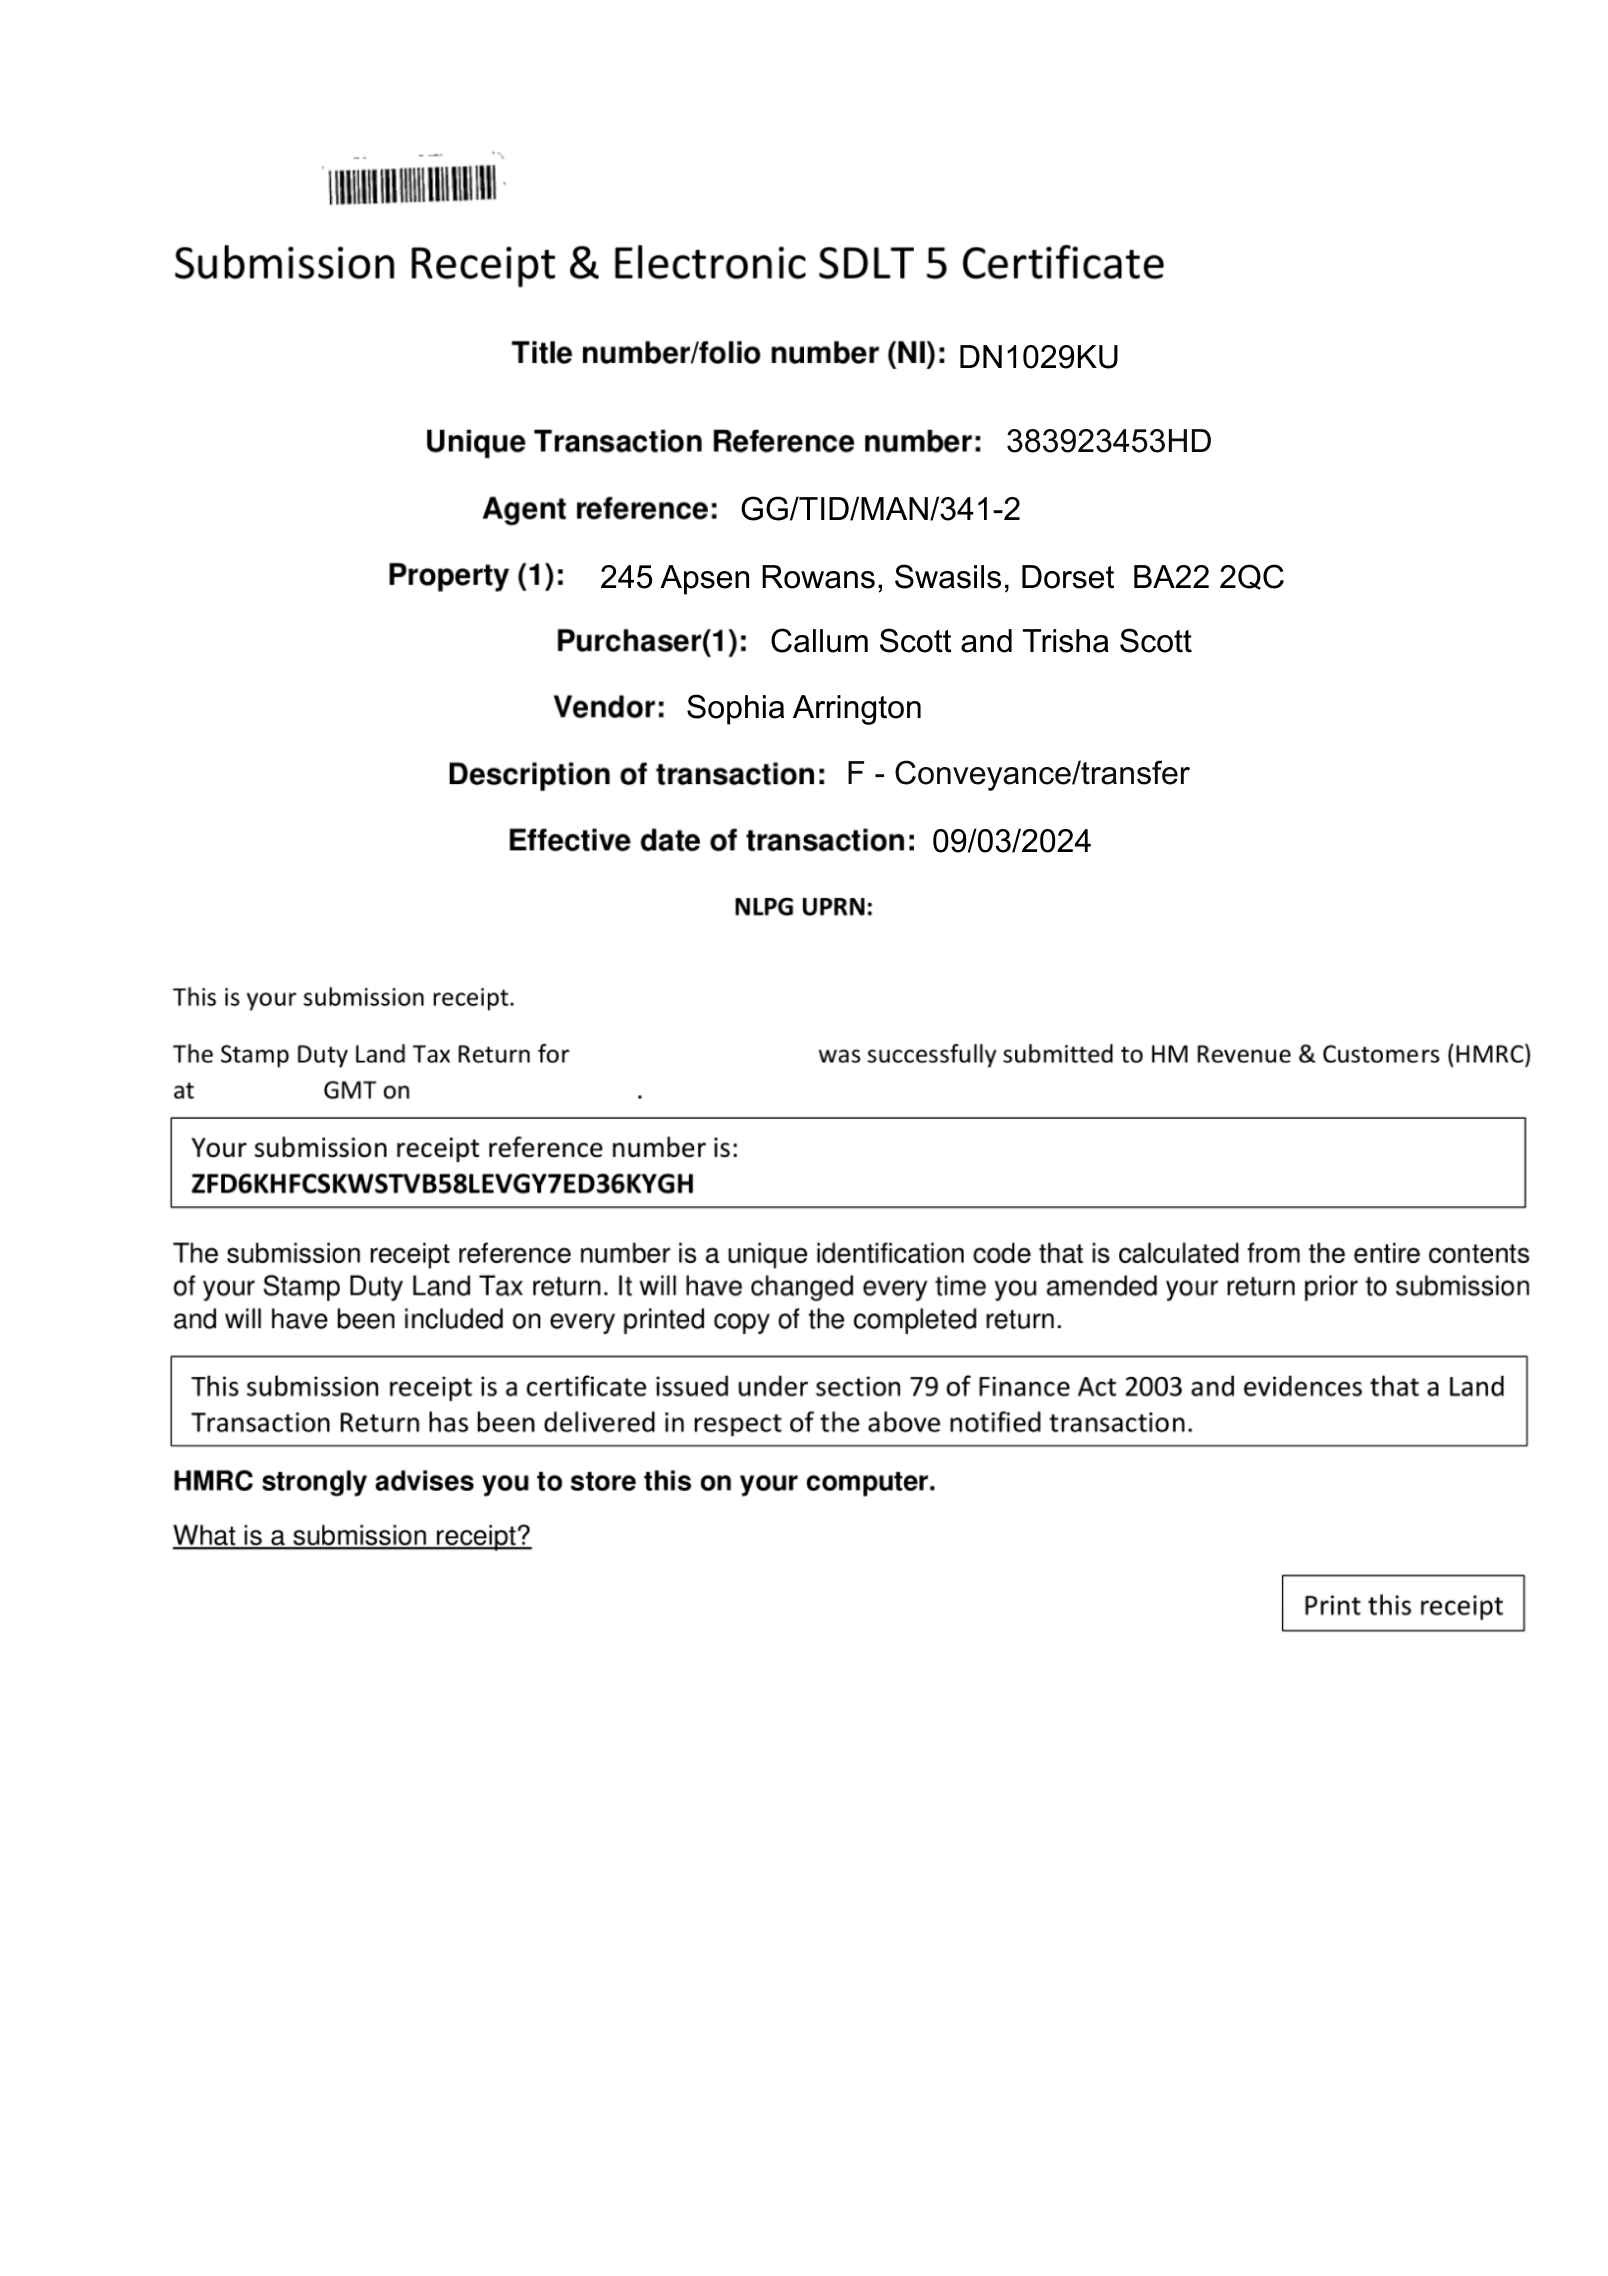 Submission Receipt & Electronic SDLT 5 Certificate
Title number/folio number (NI): DN1029KU
Unique Transaction Reference number: 383923453HD
Agent reference: GG/TID/MAN/341-2
Property (1): 245 Apsen Rowans, Swasils, Dorset BA22 2QC
Purchaser(1): Callum Scott and Trisha Scott
Vendor: Sophia Arrington
Description of transaction: F - Conveyance/transfer
Effective date of transaction: 09/03/2024
NLPG UPRN:
This is your submission receipt.
The Stamp Duty Land Tax Return for was successfully submitted to HM Revenue & Customers (HMRC)
at GMT on .
Your submission receipt reference number is:
ZFD6KHFCSKWSTVB58LEVGY7ED36KYGH
The submission receipt reference number is a unique identification code that is calculated from the entire contents
of your Stamp Duty Land Tax return. It will have changed every time you amended your return prior to submission
and will have been included on every printed copy of the completed return.
This submission receipt is a certificate issued under section 79 of Finance Act 2003 and evidences that a Land
Transaction Return has been delivered in respect of the above notified transaction.
HMRC strongly advises you to store this on your computer.
What is a submission receipt?
Print this receipt